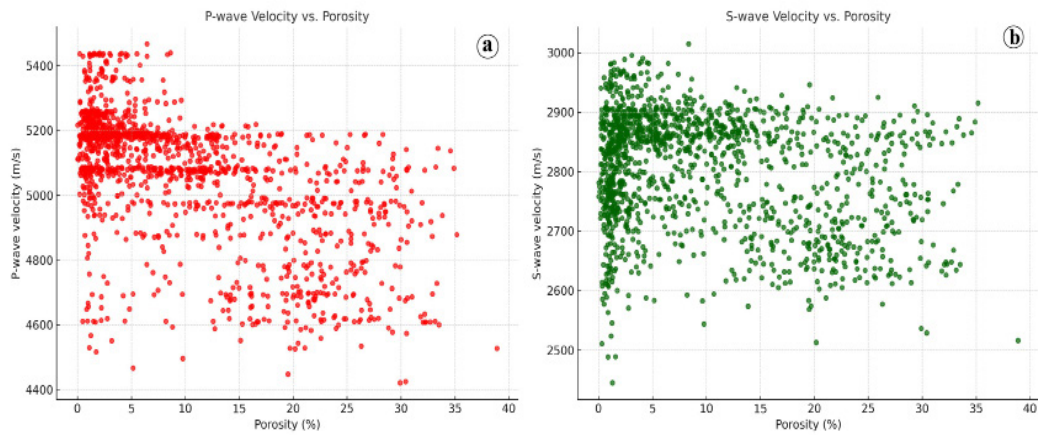 P-wave Velocity vs. Porosity
a
5400
5200
5000
4800
4600
4400
P-wave velocity (m/s)
0 5 10 15 20 25 30 35 40
Porosity (%)
S-wave Velocity vs. Porosity
b
3000
2900
2800
2700
2600
2500
S-wave velocity (m/s)
0 5 10 15 20 25 30 35 40
Porosity (%)